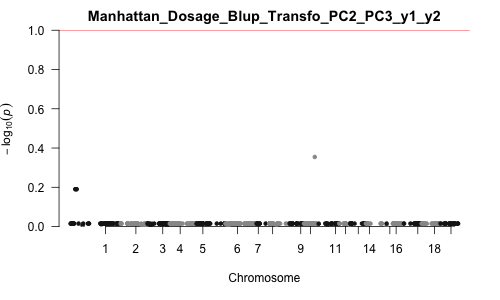 Manhattan_Dosage_Blup_Transfo_PC2_PC3_y1_y2
1.0
0.8
0.6
0.4
0.2
0.0
− log₁₀(p)
1 2 3 4 5 6 7 9 11 14 16 18
Chromosome